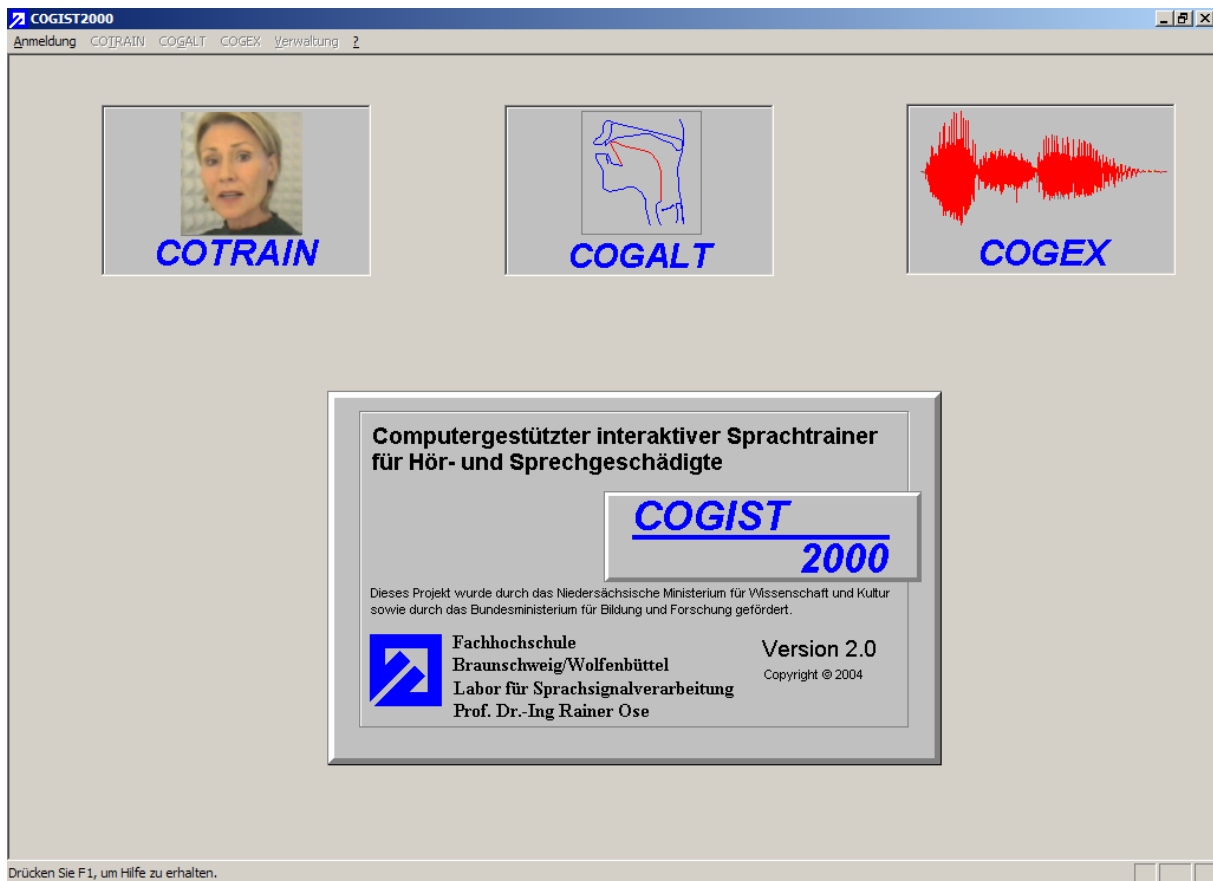 COGIST2000
Anmeldung COTRAIN COGALT COGEX Verwaltung ?
COTRAIN
COGALT
COGEX
Computergestützter interaktiver Sprachtrainer
für Hör- und Sprechgeschädigte
COGIST
2000
Dieses Projekt wurde durch das Niedersächsische Ministerium für Wissenschaft und Kultur
sowie durch das Bundesministerium für Bildung und Forschung gefördert.
Fachhochschule
Braunschweig/Wolfenbüttel
Labor für Sprachsignalverarbeitung
Prof. Dr.-Ing Rainer Ose
Version 2.0
Copyright © 2004
Drücken Sie F1, um Hilfe zu erhalten.